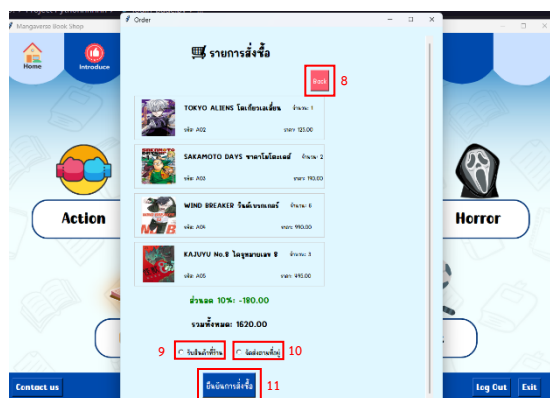 Mangaverse Book Shop
Order
Home
Introduce
รายการสั่งซื้อ
Back
8
TOKYO ALIENS โตเกียวเอเลี่ยน จำนวน: 1
รหัส: A02 ราคา: 125.00
SAKAMOTO DAYS ซาคาโมโตะเดย์ จำนวน: 2
รหัส: A03 ราคา: 190.00
WIND BREAKER วินด์เบรกเกอร์ จำนวน: 6
รหัส: A04 ราคา: 990.00
KAJUYU No.8 ไคจูหมายเลข 8
รหัส: A05 ราคา: 495.00
Action
Horror
ส่วนลด 10%: -180.00
รวมทั้งหมด: 1620.00
9
รับสินค้าที่ร้าน
จัดส่งตามที่อยู่
10
ยืนยันการสั่งซื้อ
11
Contact us
Log Out
Exit